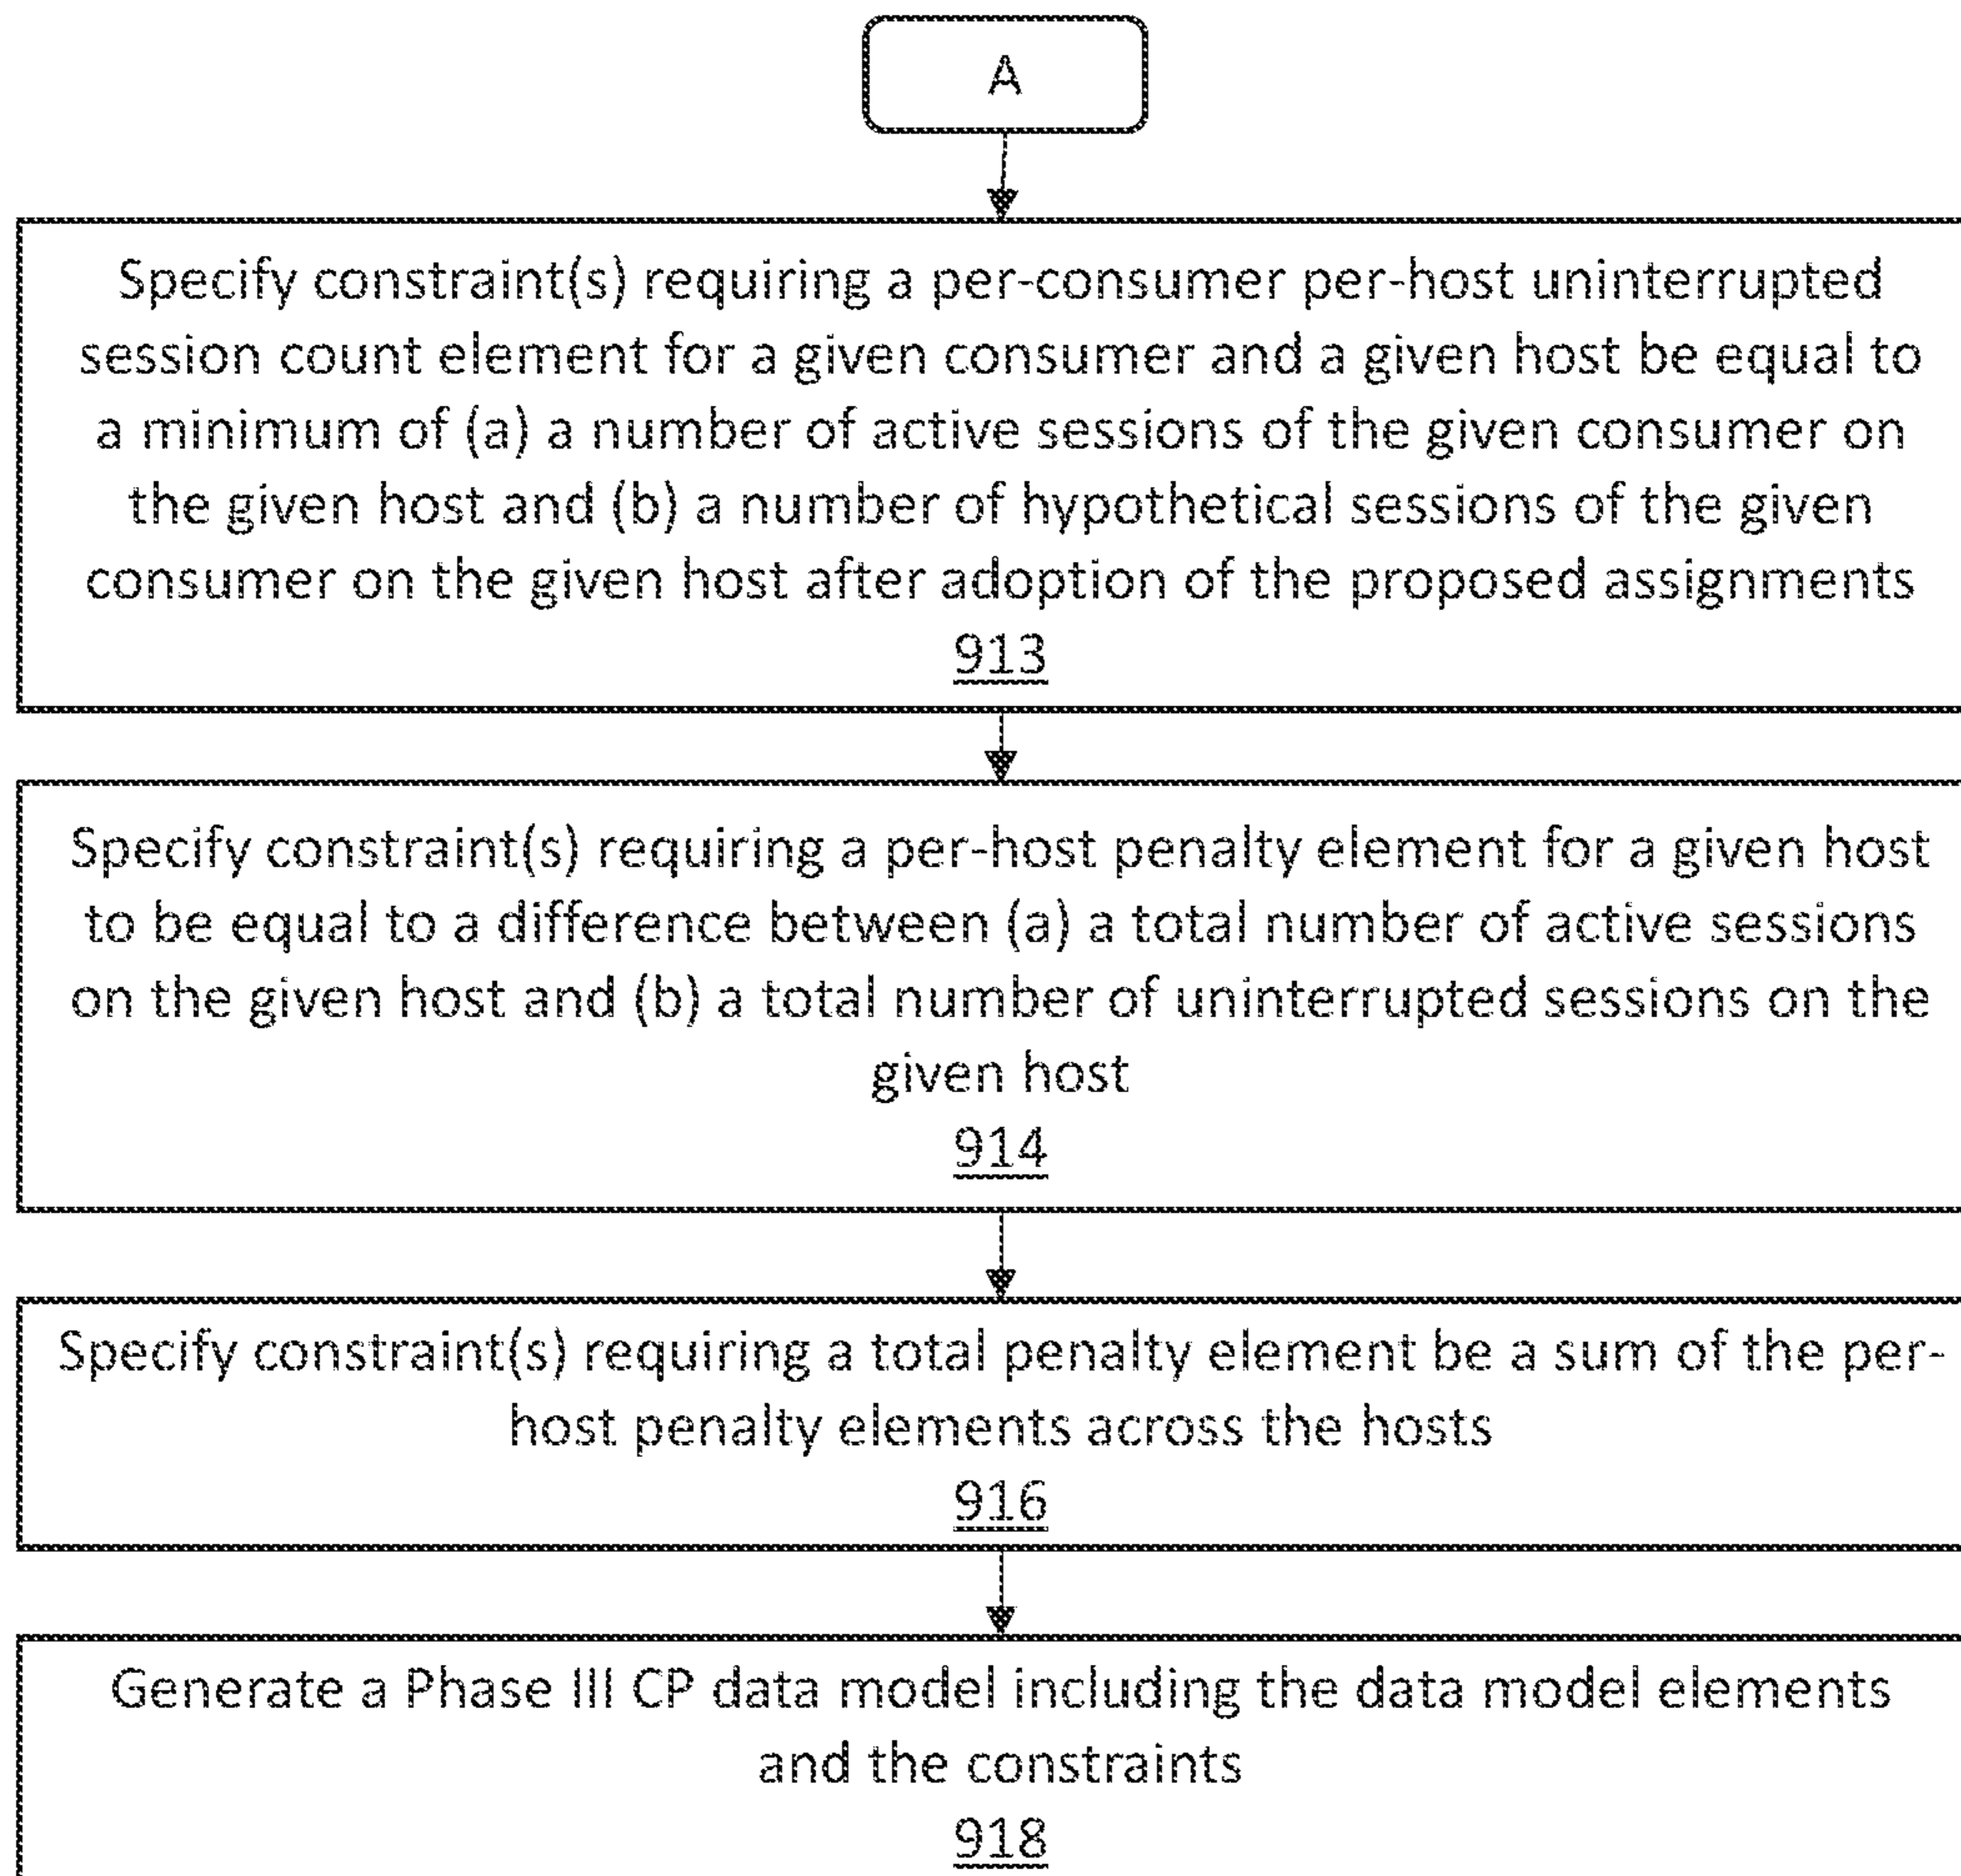 A
Specify constraint(s) requiring a per-consumer per-host uninterrupted
session count element for a given consumer and a given host be equal to
a minimum of (a) a number of active sessions of the given consumer on
the given host and (b) a number of hypothetical sessions of the given
consumer on the given host after adoption of the proposed assignments
913
Specify constraint(s) requiring a per-host penalty element for a given host
to be equal to a difference between (a) a total number of active sessions
on the given host and (b) a total number of uninterrupted sessions on the
given host
914
Specify constraint(s) requiring a total penalty element be a sum of the per-
host penalty elements across the hosts
916
Generate a Phase III CP data model including the data model elements
and the constraints
918